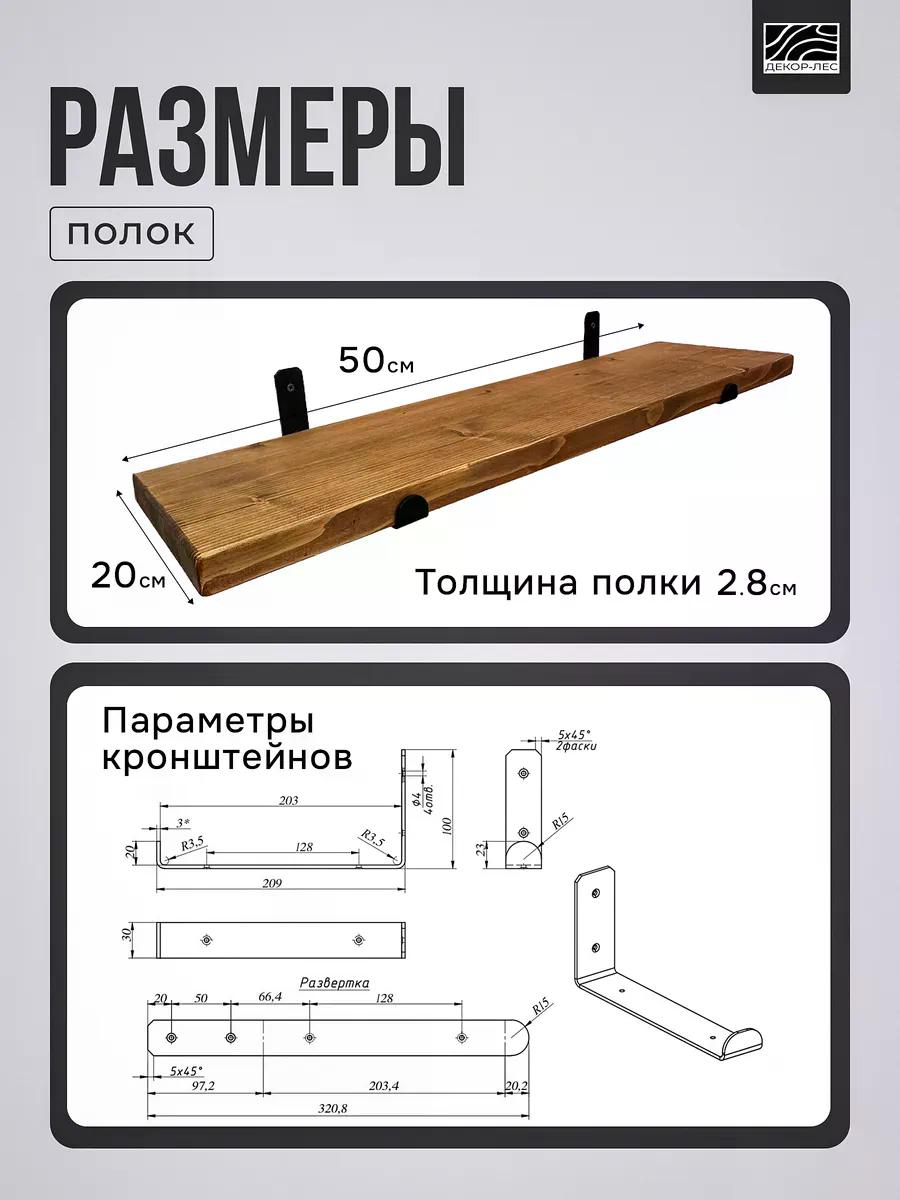 ДЕКОР-ЛЕС
РАЗМЕРЫ
ПОЛОК
50см
20см
Толщина полки 2.8см
Параметры
кронштейнов
5x45°
2фаски
203
ϕ4
4отв.
100
3*
20
R3,5
128
R3,5
209
R15
23
30
Развертка
20
50
66,4
128
R15
5x45°
97,2
203,4
20,2
320,8